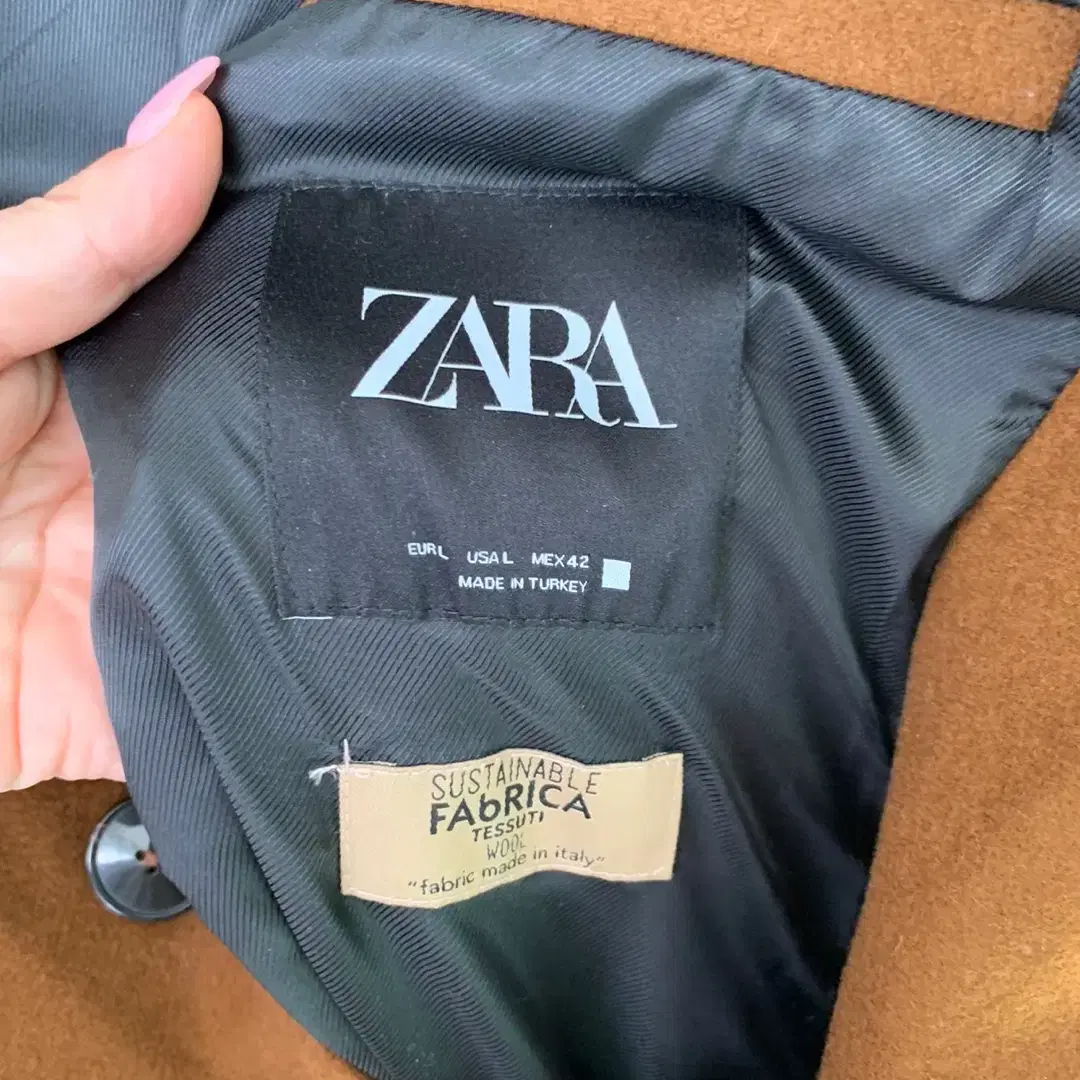 ZARA
EUR L USA L MEX 42
MADE IN TURKEY
SUSTAINABLE
FAbRICA
TESSUTI
WOOL
"fabric made in italy"